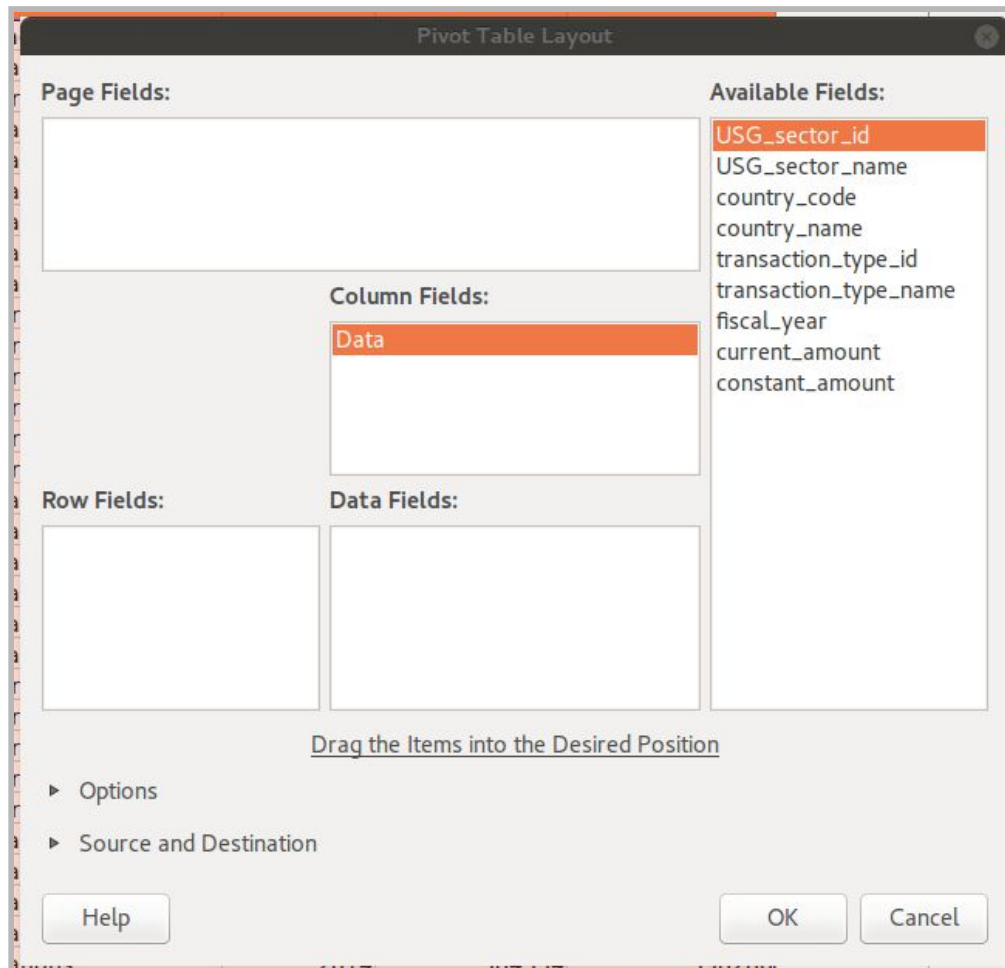 Pivot Table Layout
Page Fields:
Available Fields:
USG_sector_id
USG_sector_name
country_code
country_name
transaction_type_id
transaction_type_name
fiscal_year
current_amount
constant_amount
Column Fields:
Data
Row Fields:
Data Fields:
Drag the Items into the Desired Position
Options
Source and Destination
Help
OK
Cancel